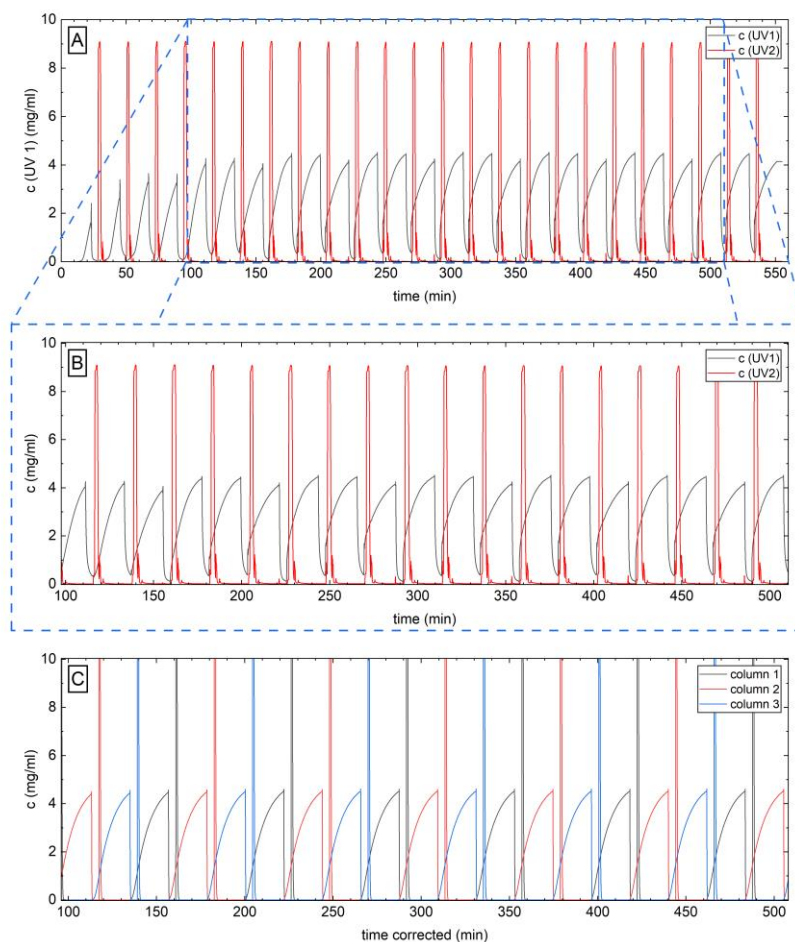 A
c (UV1)
c (UV2)
10
8
6
4
2
0
c (UV 1) (mg/ml)
0 50 100 150 200 250 300 350 400 450 500 550
time (min)
B
c (UV1)
c (UV2)
10
8
6
4
2
0
c (mg/ml)
100 150 200 250 300 350 400 450 500
time (min)
C
column 1
column 2
column 3
10
8
6
4
2
0
c (mg/ml)
100 150 200 250 300 350 400 450 500
time corrected (min)